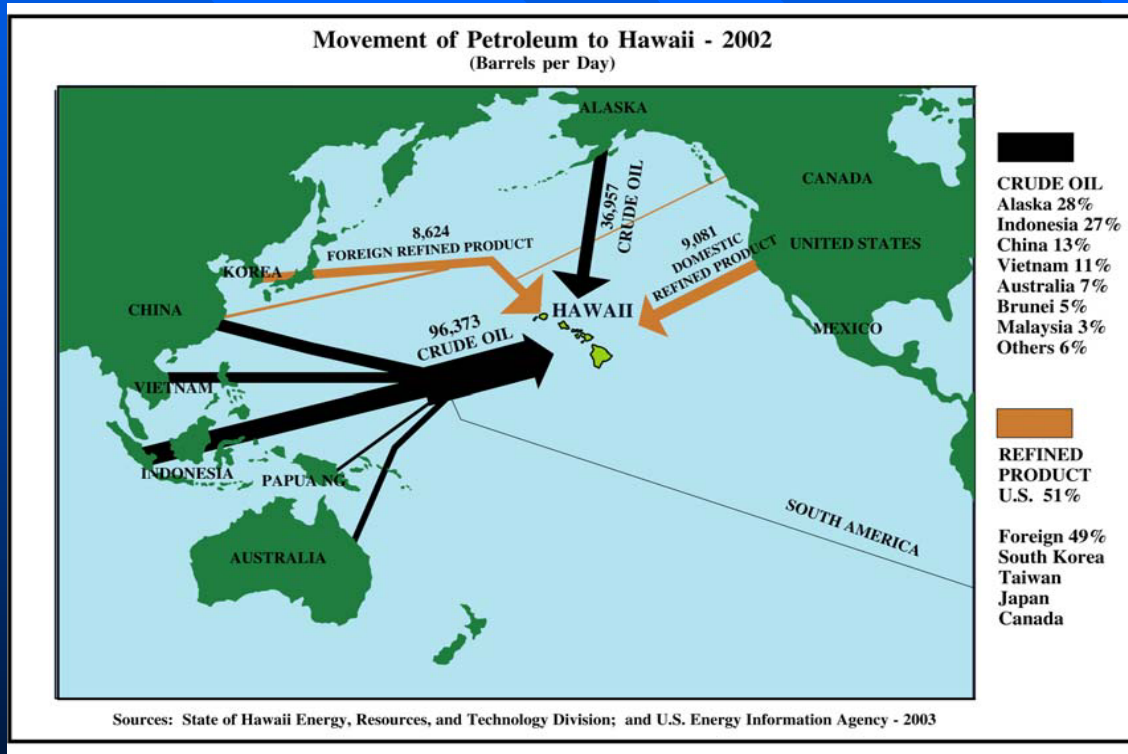 Movement of Petroleum to Hawaii - 2002
(Barrels per Day)
ALASKA
CANADA
36,957
CRUDE OIL
8,624
FOREIGN REFINED PRODUCT
9,081
DOMESTIC
REFINED PRODUCT
UNITED STATES
KOREA
CHINA
HAWAII
MEXICO
96,373
CRUDE OIL
VIETNAM
INDONESIA
PAPUA NG
SOUTH AMERICA
AUSTRALIA
CRUDE OIL
Alaska 28%
Indonesia 27%
China 13%
Vietnam 11%
Australia 7%
Brunei 5%
Malaysia 3%
Others 6%
REFINED
PRODUCT
U.S. 51%
Foreign 49%
South Korea
Taiwan
Japan
Canada
Sources: State of Hawaii Energy, Resources, and Technology Division; and U.S. Energy Information Agency - 2003